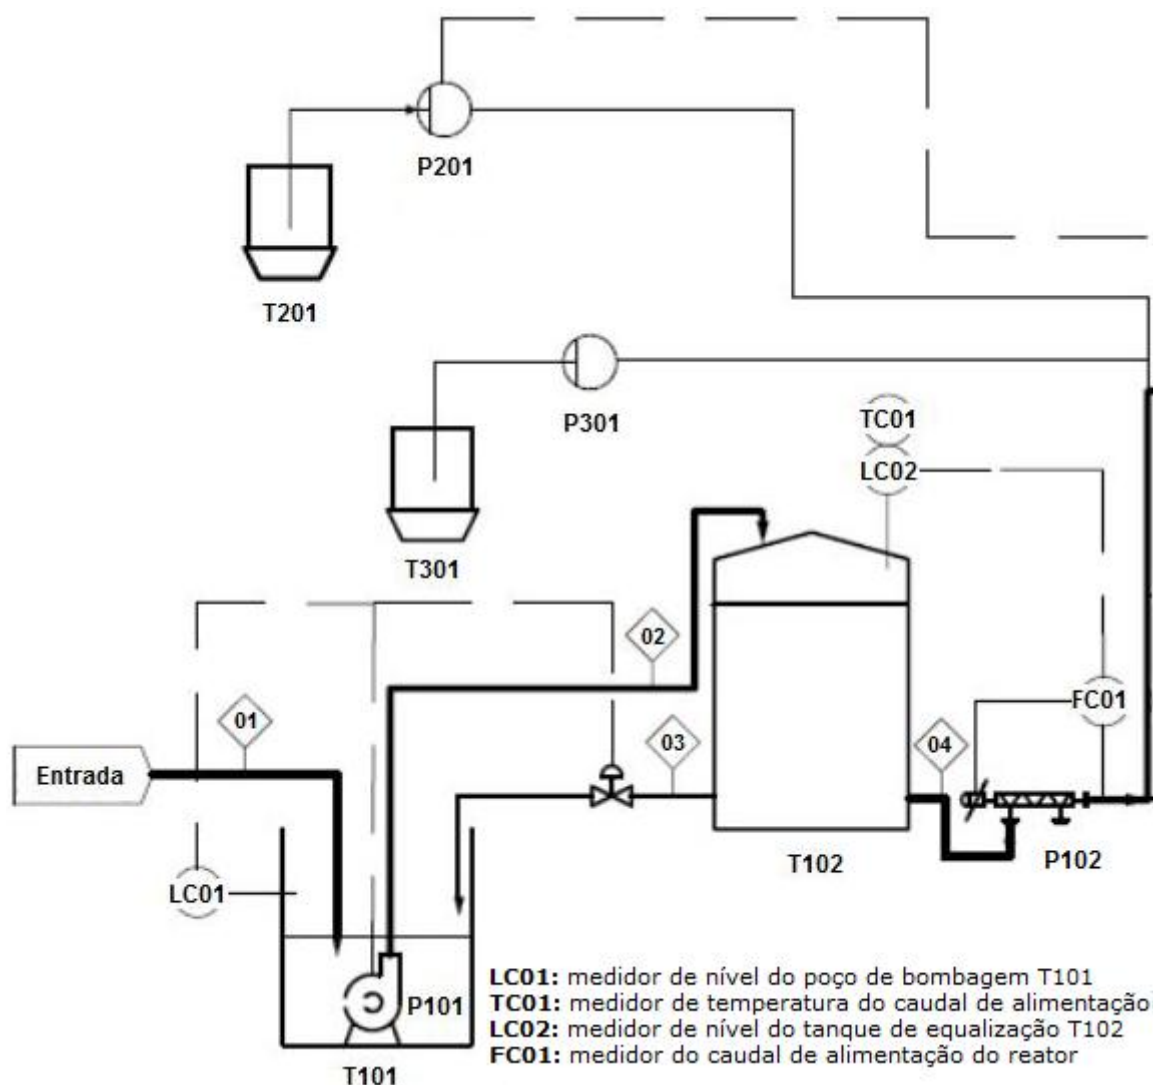 P201
T201
P301
T301
TC01
LC02
02
01
03
04
FC01
Entrada
T102
P102
LC01
P101
T101
LC01: medidor de nível do poço de bombagem T101
TC01: medidor de temperatura do caudal de alimentação
LC02: medidor de nível do tanque de equalização T102
FC01: medidor do caudal de alimentação do reator